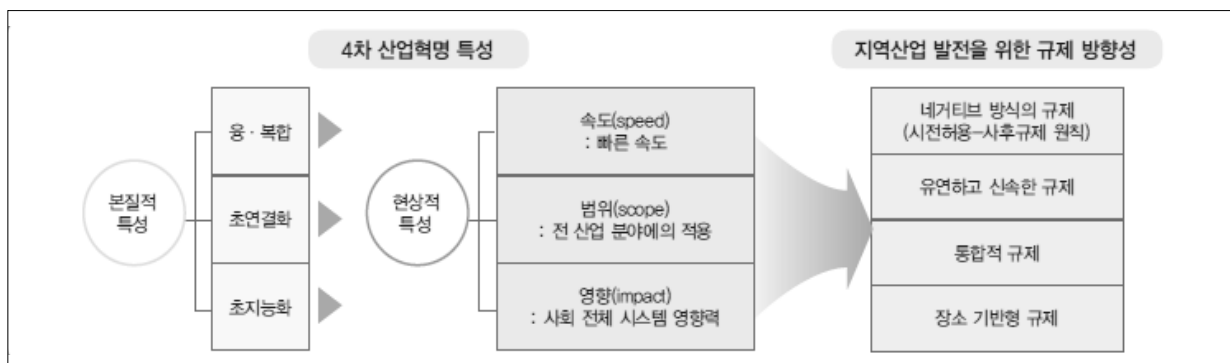 4차 산업혁명 특성
지역산업 발전을 위한 규제 방향성
본질적
특성
융 · 복합
초연결화
초지능화
현상적
특성
속도(speed)
: 빠른 속도
범위(scope)
: 전 산업 분야에의 적용
영향(impact)
: 사회 전체 시스템 영향력
네거티브 방식의 규제
(시전허용-사후규제 원칙)
유연하고 신속한 규제
통합적 규제
장소 기반형 규제